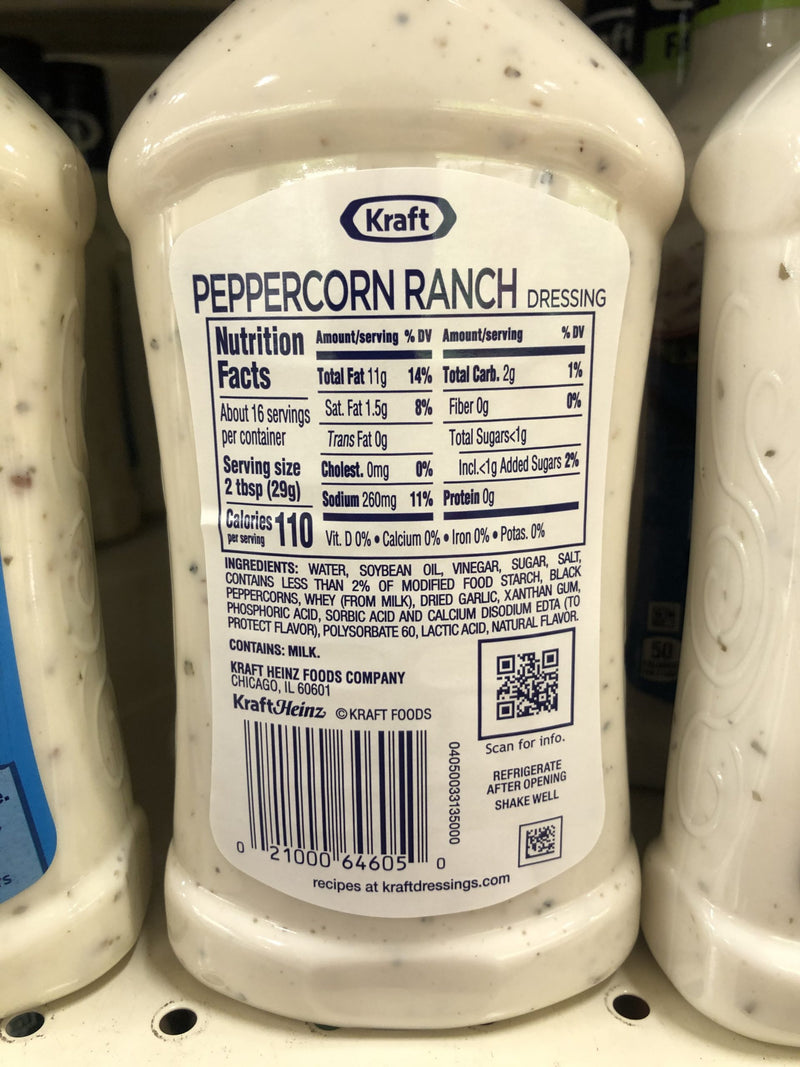 Kraft
PEPPERCORN RANCH DRESSING
Nutrition
Facts
About 16 servings
per container
Serving size
2 tbsp (29g)
Calories 110
per serving
Amount/serving % DV
Total Fat 11g 14%
Sat. Fat 1.5g 8%
Trans Fat 0g
Cholest. 0mg 0%
Sodium 260mg 11%
Amount/serving % DV
Total Carb. 2g 1%
Fiber 0g 0%
Total Sugars<1g
Incl.<1g Added Sugars 2%
Protein 0g
Vit. D 0% • Calcium 0% • Iron 0% • Potas. 0%
INGREDIENTS: WATER, SOYBEAN OIL, VINEGAR, SUGAR, SALT,
CONTAINS LESS THAN 2% OF MODIFIED FOOD STARCH, BLACK
PEPPERCORNS, WHEY (FROM MILK), DRIED GARLIC, XANTHAN GUM,
PHOSPHORIC ACID, SORBIC ACID AND CALCIUM DISODIUM EDTA (TO
PROTECT FLAVOR), POLYSORBATE 60, LACTIC ACID, NATURAL FLAVOR.
CONTAINS: MILK.
KRAFT HEINZ FOODS COMPANY
CHICAGO, IL 60601
KraftHeinz © KRAFT FOODS
Scan for info.
REFRIGERATE
AFTER OPENING
SHAKE WELL
04050033135000
0 21000 64605 0
recipes at kraftdressings.com
50